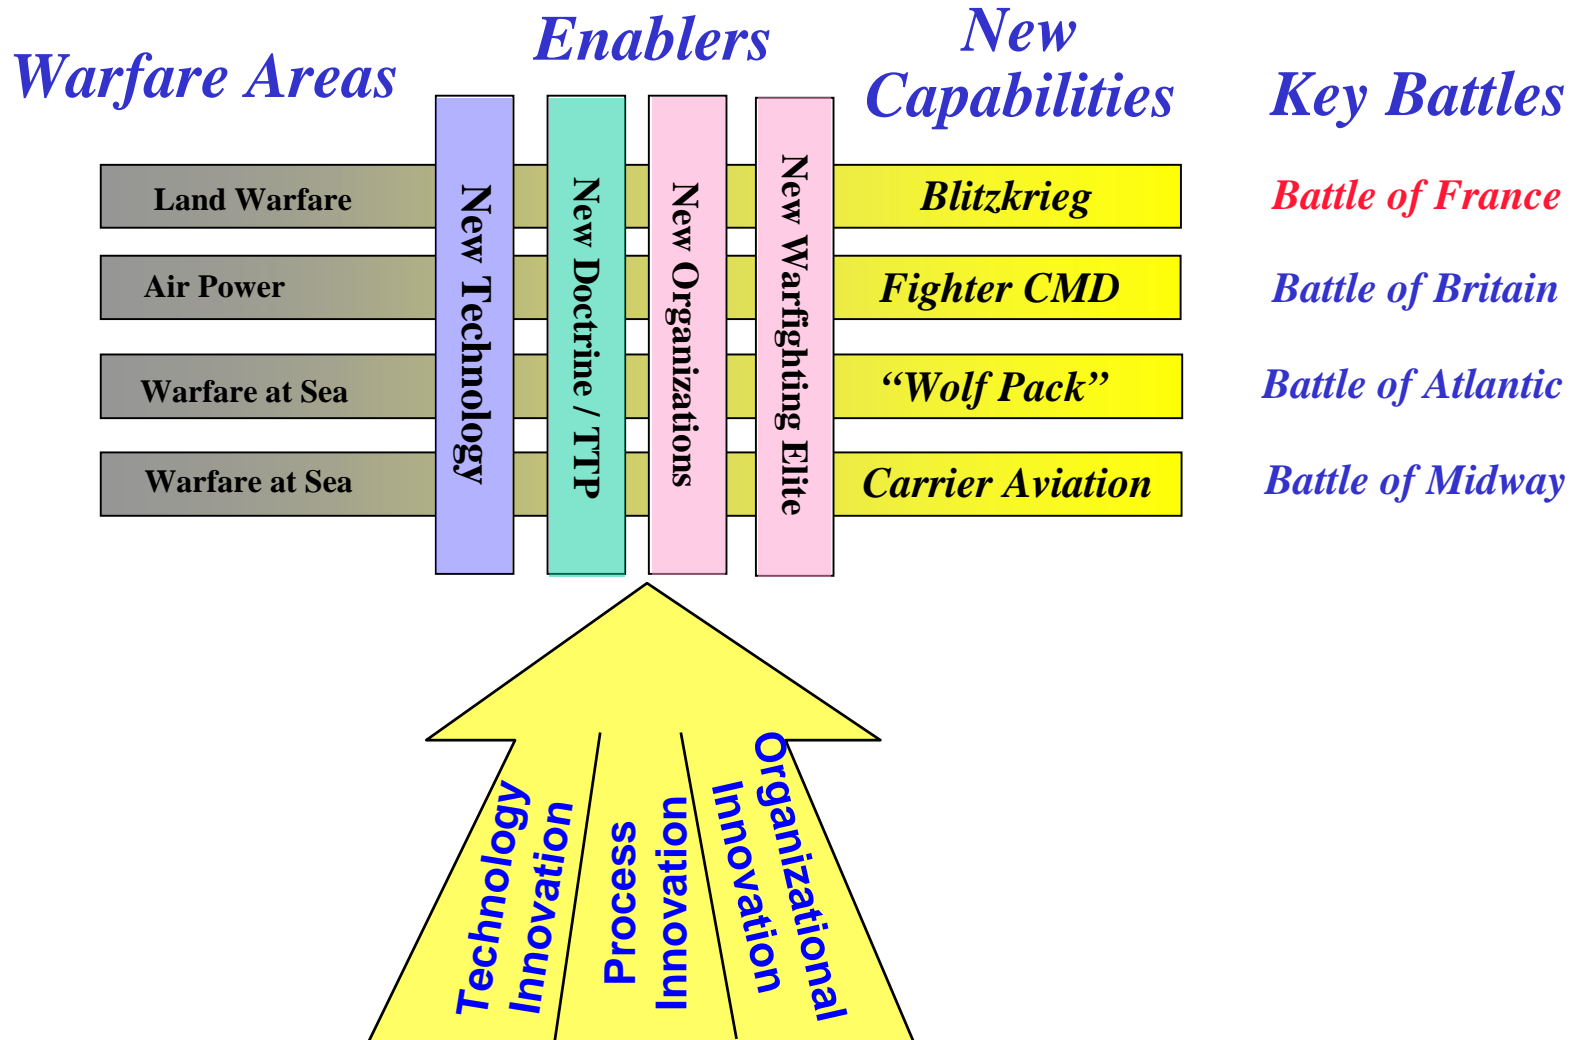 Warfare Areas
Enablers
New
Capabilities
Key Battles
Land Warfare
Air Power
Warfare at Sea
Warfare at Sea
New Technology
New Doctrine / TTP
New Organizations
New Warfighting Elite
Blitzkrieg
Fighter CMD
“Wolf Pack”
Carrier Aviation
Battle of France
Battle of Britain
Battle of Atlantic
Battle of Midway
Technology
Innovation
Process
Innovation
Organizational
Innovation